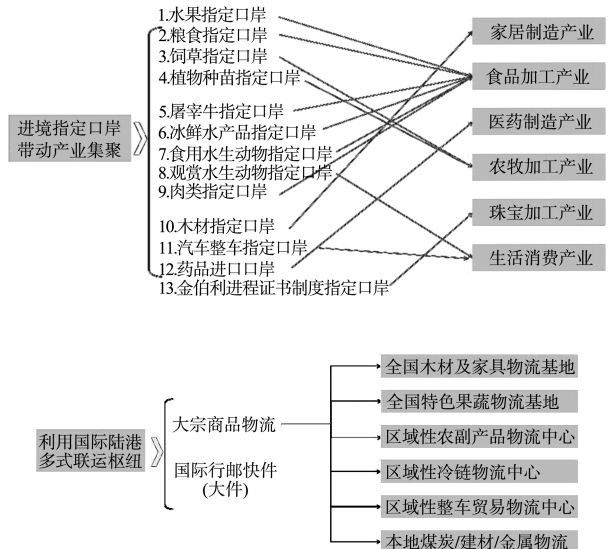 进境指定口岸
带动产业集聚
1.水果指定口岸
2.粮食指定口岸
3.饲草指定口岸
4.植物种苗指定口岸
5.屠宰牛指定口岸
6.冰鲜水产品指定口岸
7.食用水生动物指定口岸
8.观赏水生动物指定口岸
9.肉类指定口岸
10.木材指定口岸
11.汽车整车指定口岸
12.药品进口口岸
13.金伯利进程证书制度指定口岸
家居制造产业
食品加工产业
医药制造产业
农牧加工产业
珠宝加工产业
生活消费产业
利用国际陆港
多式联运枢纽
大宗商品物流
国际行邮快件
(大件)
全国木材及家具物流基地
全国特色果蔬物流基地
区域性农副产品物流中心
区域性冷链物流中心
区域性整车贸易物流中心
本地煤炭/建材/金属物流